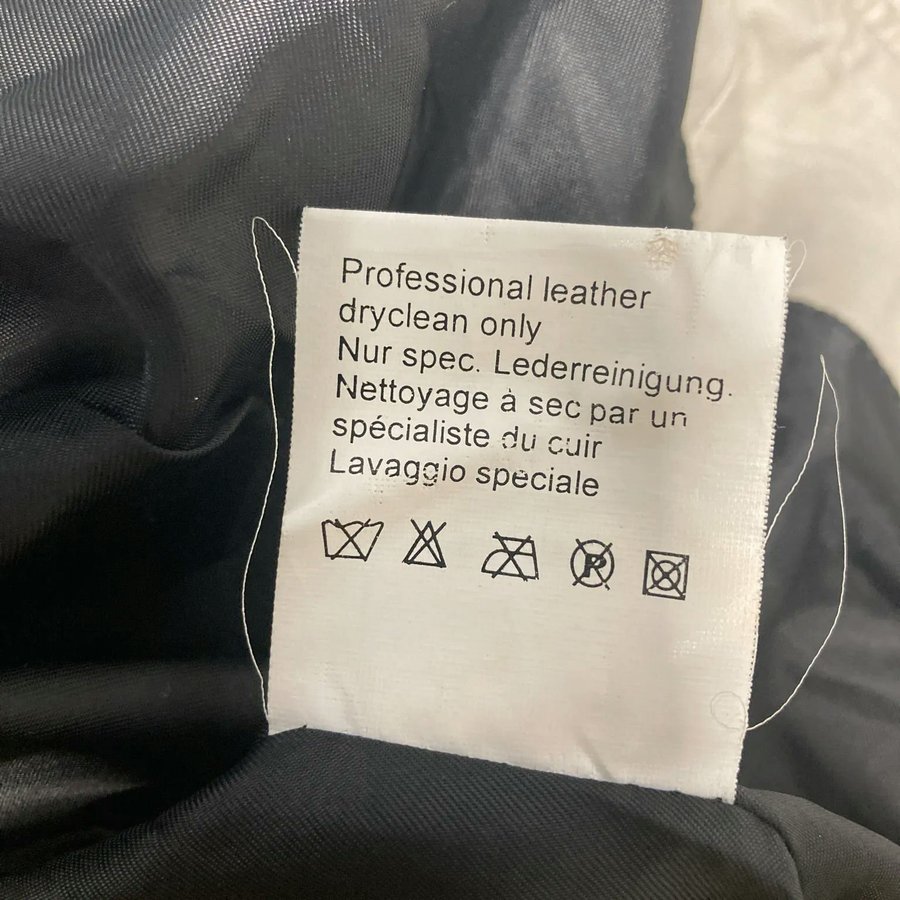 Professional leather
dryclean only
Nur spec. Lederreinigung.
Nettoyage à sec par un
spécialiste du cuir
Lavaggio speciale
P